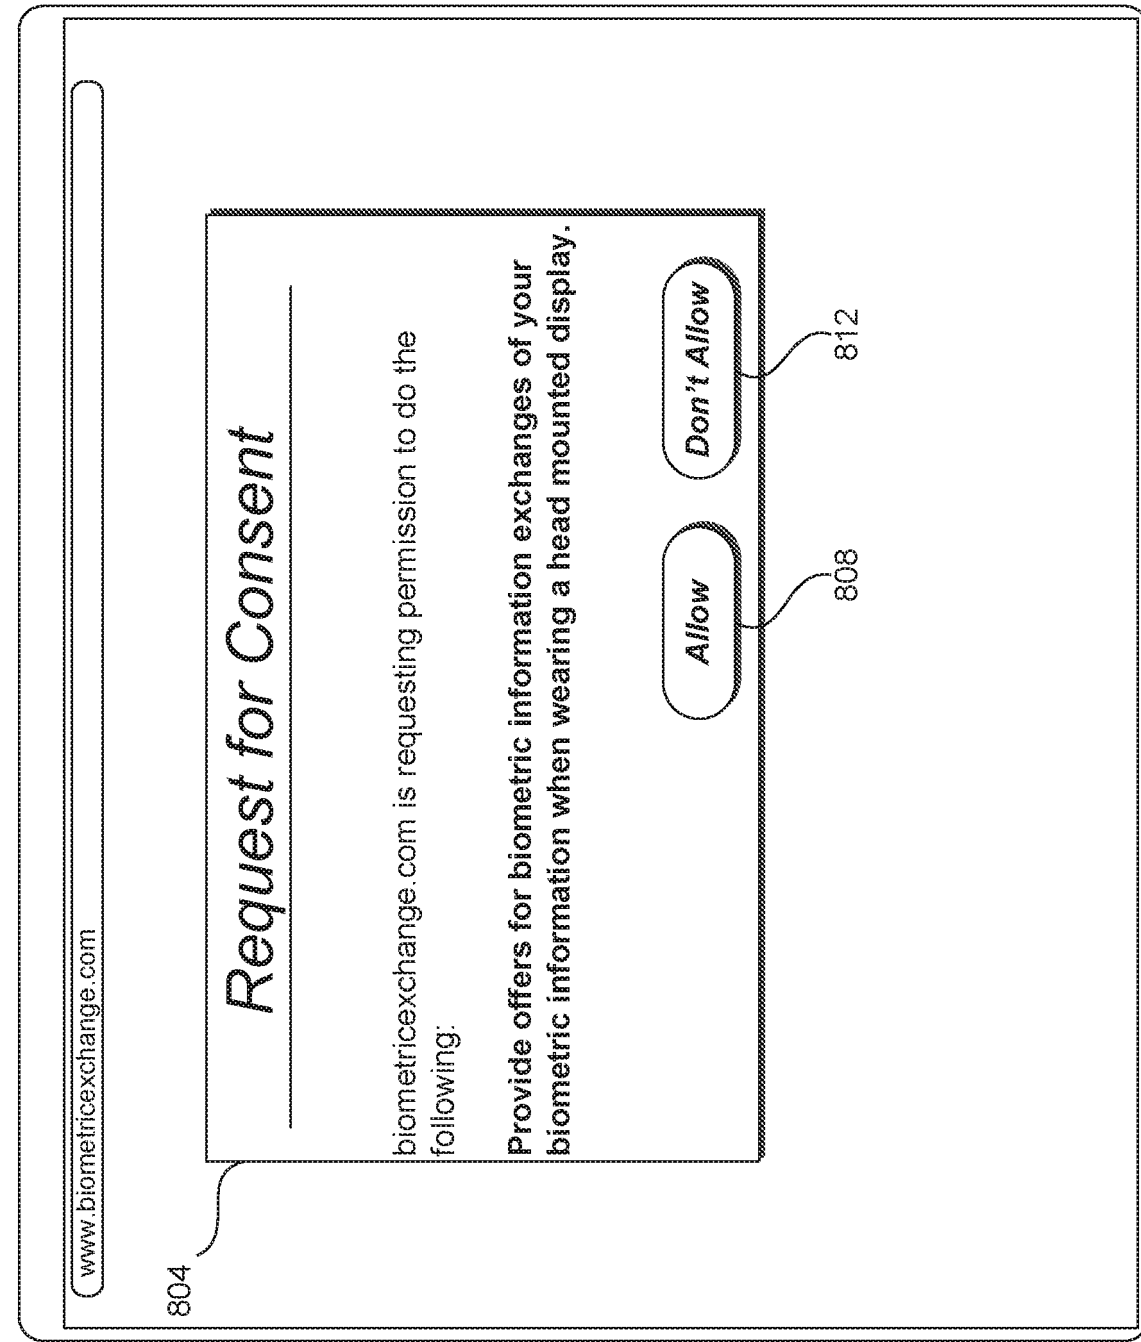 www.biometricexchange.com
804
Request for Consent
biometricexchange.com is requesting permission to do the
following:
Provide offers for biometric information exchanges of your
biometric information when wearing a head mounted display.
Allow
Don't Allow
808
812